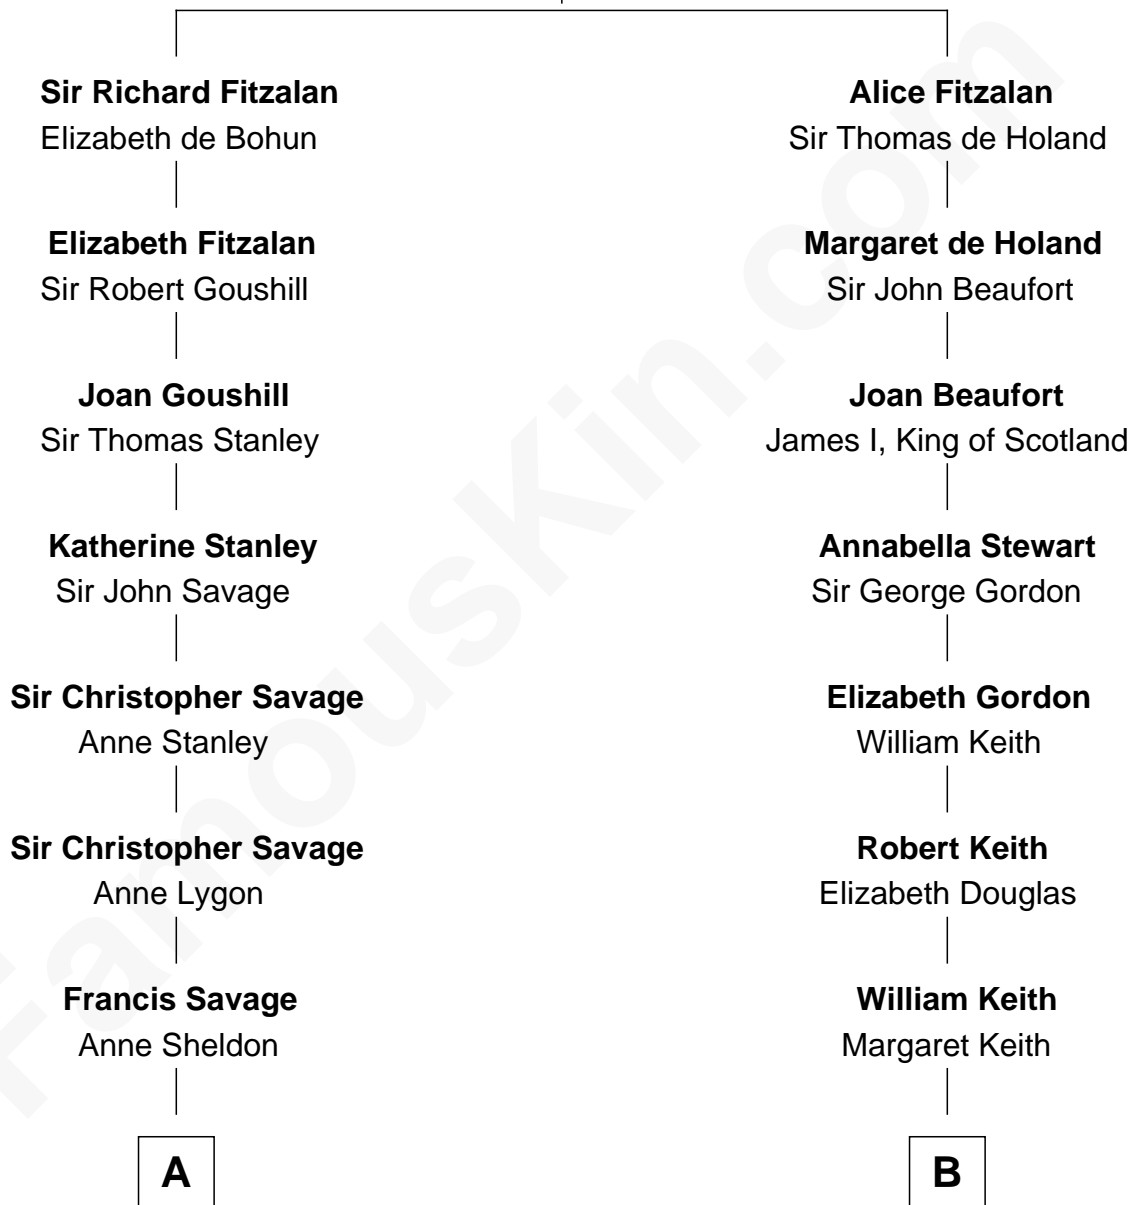 Sir Richard Fitzalan
Elizabeth de Bohun
Elizabeth Fitzalan
Sir Robert Goushill
Joan Goushill
Sir Thomas Stanley
Katherine Stanley
Sir John Savage
Sir Christopher Savage
Anne Stanley
Sir Christopher Savage
Anne Lygon
Francis Savage
Anne Sheldon
A
Alice Fitzalan
Sir Thomas de Holand
Margaret de Holand
Sir John Beaufort
Joan Beaufort
James I, King of Scotland
Annabella Stewart
Sir George Gordon
Elizabeth Gordon
William Keith
Robert Keith
Elizabeth Douglas
William Keith
Margaret Keith
B
FamousKin.com